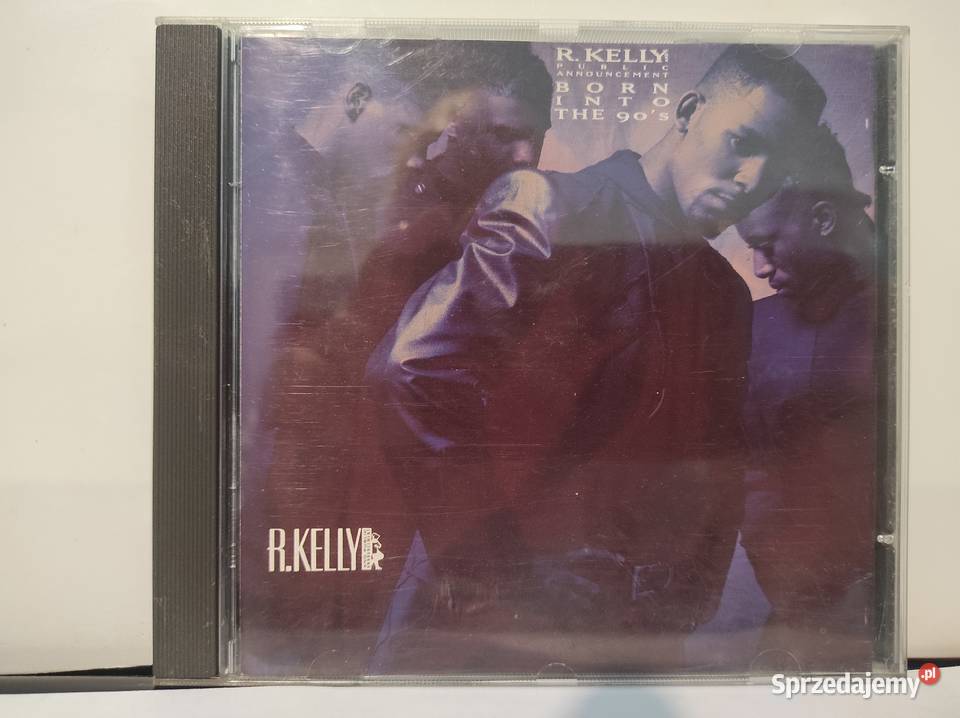 R. KELLY
PUBLIC
ANNOUNCEMENT
BORN
INTO
THE 90's
R.KELLY
Sprzedajemy.pl